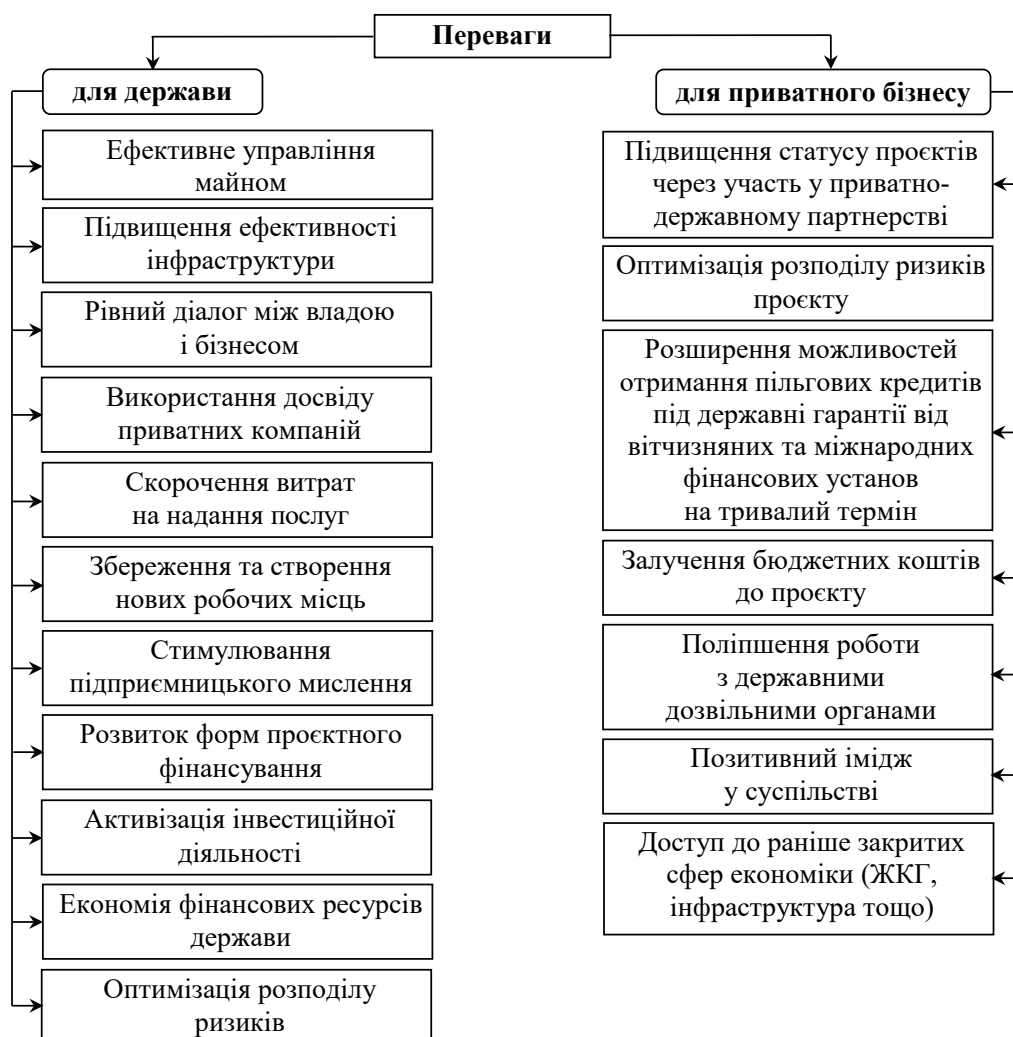 Переваги
для держави
Ефективне управління
майном
Підвищення ефективності
інфраструктури
Рівний діалог між владою
і бізнесом
Використання досвіду
приватних компаній
Скорочення витрат
на надання послуг
Збереження та створення
нових робочих місць
Стимулювання
підприємницького мислення
Розвиток форм проєктного
фінансування
Активізація інвестиційної
діяльності
Економія фінансових ресурсів
держави
Оптимізація розподілу
ризиків
для приватного бізнесу
Підвищення статусу проєктів
через участь у приватно-
державному партнерстві
Оптимізація розподілу ризиків
проєкту
Розширення можливостей
отримання пільгових кредитів
під державні гарантії від
вітчизняних та міжнародних
фінансових установ
на тривалий термін
Залучення бюджетних коштів
до проєкту
Поліпшення роботи
з державними
дозвільними органами
Позитивний імідж
у суспільстві
Доступ до раніше закритих
сфер економіки (ЖКГ,
інфраструктура тощо)